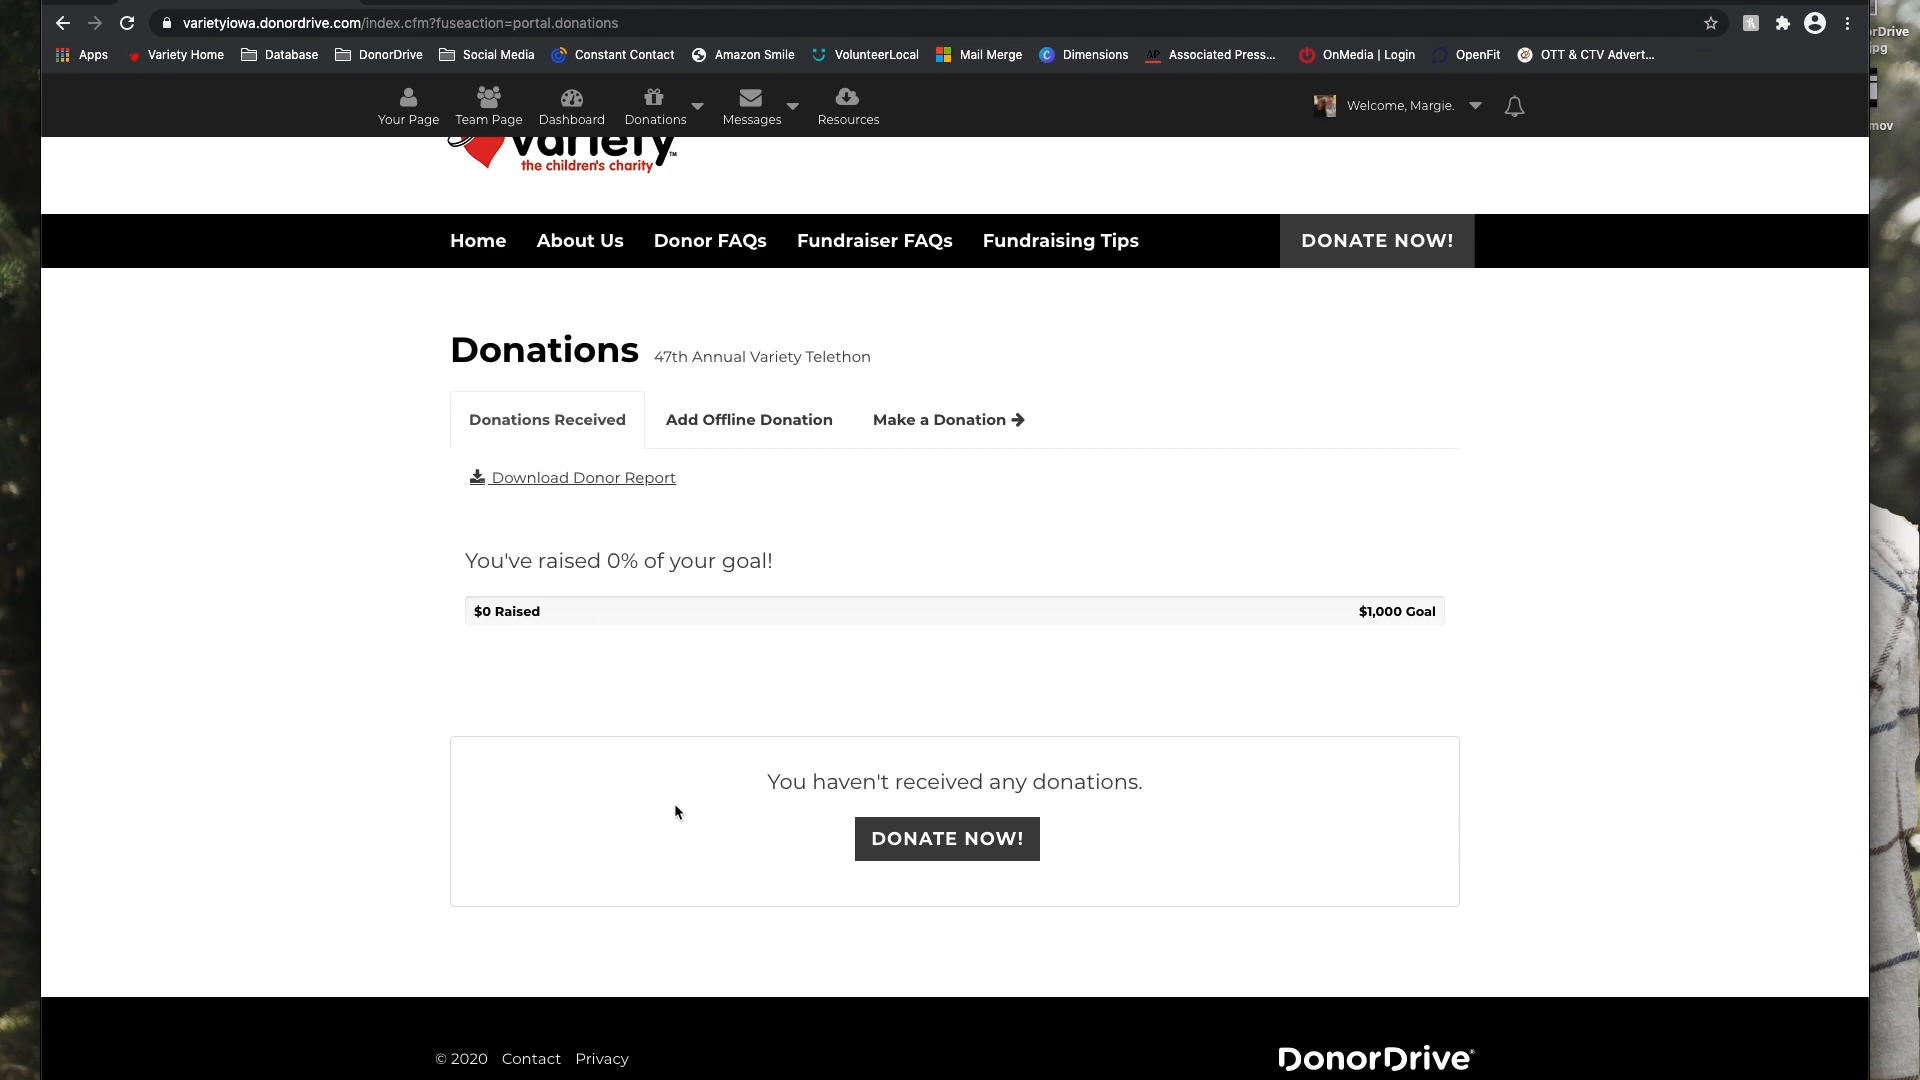 varietyiowa.donordrive.com/index.cfm?fuseaction=portal.donations
Apps Variety Home Database DonorDrive Social Media Constant Contact Amazon Smile VolunteerLocal Mail Merge Dimensions AP Associated Press... OnMedia | Login OpenFit OTT & CTV Advert...
Your Page Team Page Dashboard Donations Messages Resources Welcome, Margie.
variety™
the children's charity
Home About Us Donor FAQs Fundraiser FAQs Fundraising Tips DONATE NOW!
Donations 47th Annual Variety Telethon
Donations Received Add Offline Donation Make a Donation
Download Donor Report
You've raised 0% of your goal!
$0 Raised $1,000 Goal
You haven't received any donations.
DONATE NOW!
© 2020 Contact Privacy DonorDrive®
mov